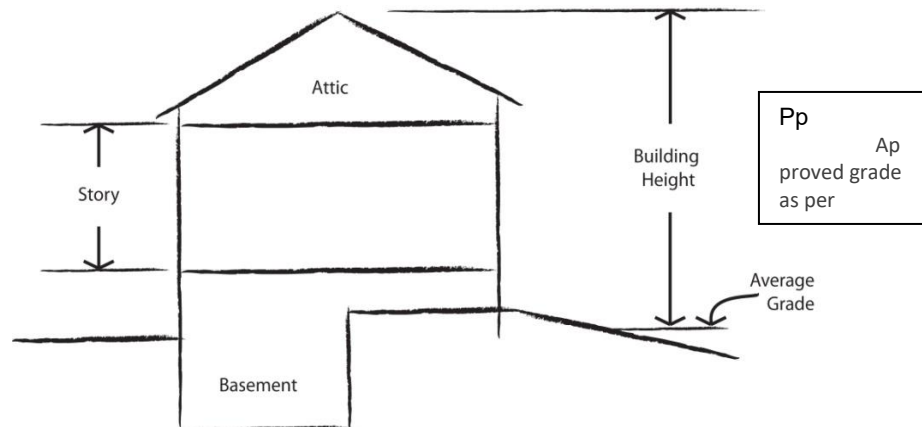 Attic
Story
Building
Height
Pp
Ap
proved grade
as per
Average
Grade
Basement